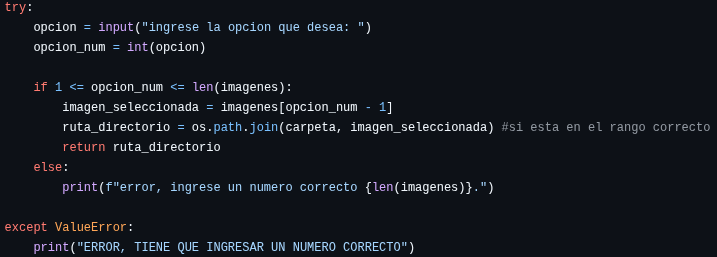 try:
    opcion = input("ingrese la opcion que desea: ")
    opcion_num = int(opcion)

    if 1 <= opcion_num <= len(imagenes):
        imagen_seleccionada = imagenes[opcion_num - 1]
        ruta_directorio = os.path.join(carpeta, imagen_seleccionada) #si esta en el rango correcto
        return ruta_directorio
    else:
        print(f"error, ingrese un numero correcto {len(imagenes)}.")

except ValueError:
    print("ERROR, TIENE QUE INGRESAR UN NUMERO CORRECTO")